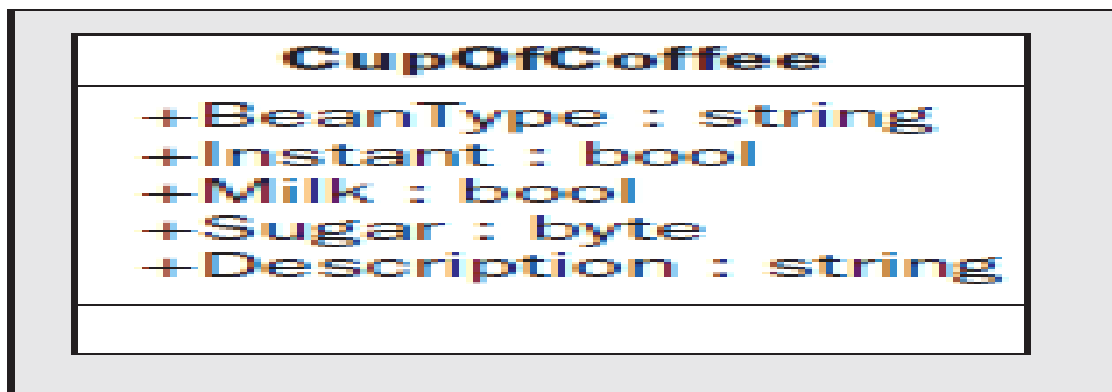 CupOfCoffee
+BeanType : string
+Instant : bool
+Milk : bool
+Sugar : byte
+Description : string